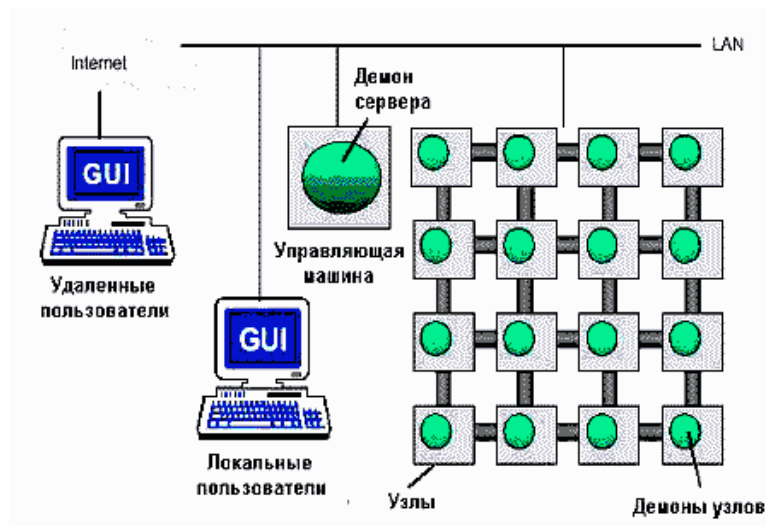 LAN
Internet
Демон
сервера
GUI
Управляющая
машина
Удаленные
пользователи
GUI
Локальные
пользователи
Узлы
Демоны узлов